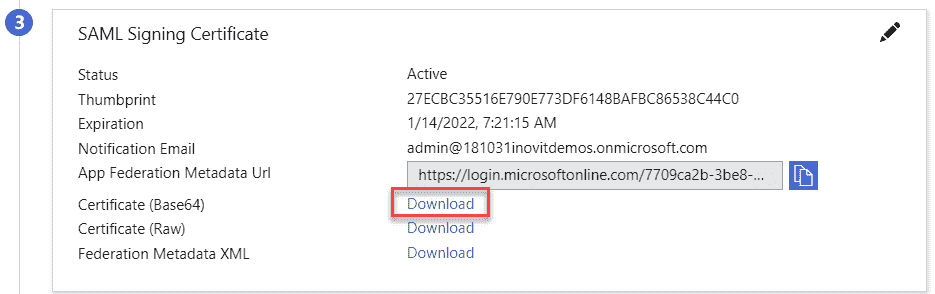 3
SAML Signing Certificate
Status Active
Thumbprint 27ECBC35516E790E773DF6148BAFBC86538C44C0
Expiration 1/14/2022, 7:21:15 AM
Notification Email admin@181031inovitdemos.onmicrosoft.com
App Federation Metadata Url https://login.microsoftonline.com/7709ca2b-3be8-...
Certificate (Base64) Download
Certificate (Raw) Download
Federation Metadata XML Download